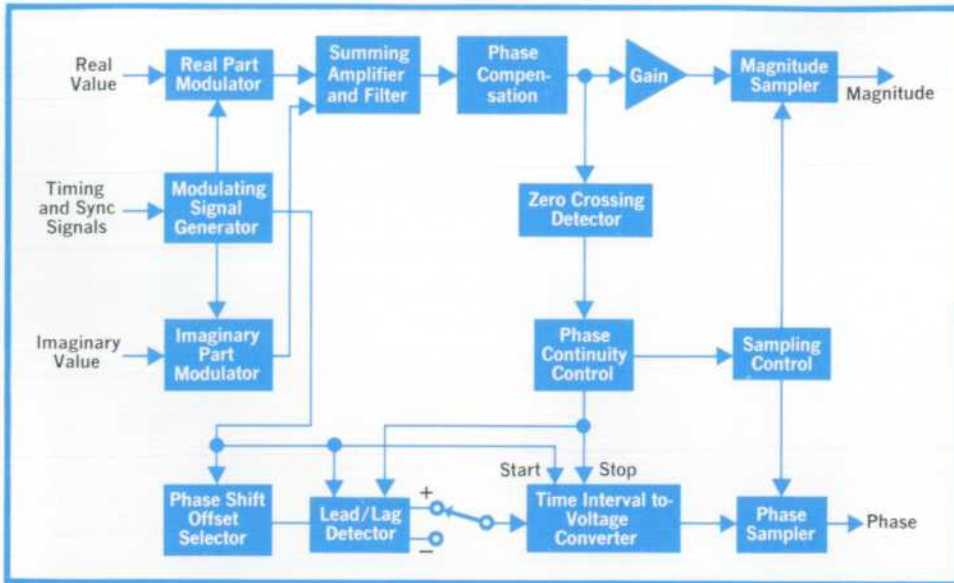 Real
Value
Real Part
Modulator
Summing
Amplifier
and Filter
Phase
Compen-
sation
Gain
Magnitude
Sampler
Magnitude
Timing
and Sync
Signals
Modulating
Signal
Generator
Zero Crossing
Detector
Imaginary
Value
Imaginary
Part
Modulator
Phase
Continuity
Control
Sampling
Control
Start
Stop
Phase Shift
Offset
Selector
Lead/Lag
Detector
+
−
Time Interval to-
Voltage
Converter
Phase
Sampler
Phase